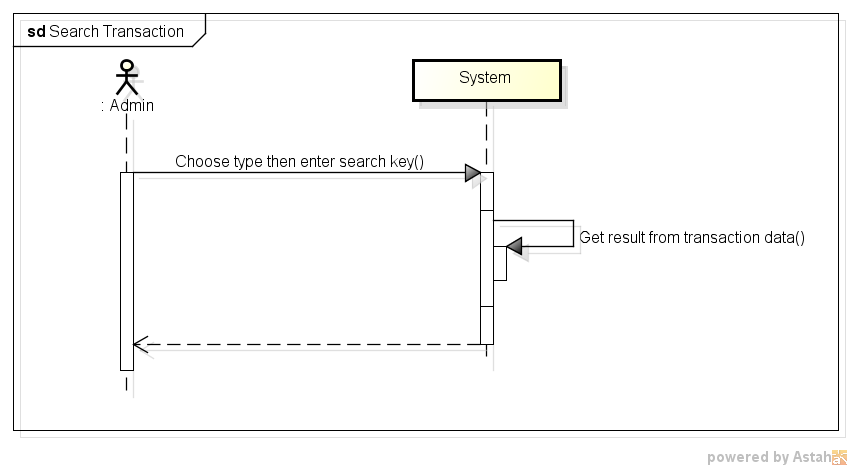 sd Search Transaction
: Admin
System
Choose type then enter search key()
Get result from transaction data()
powered by Astah